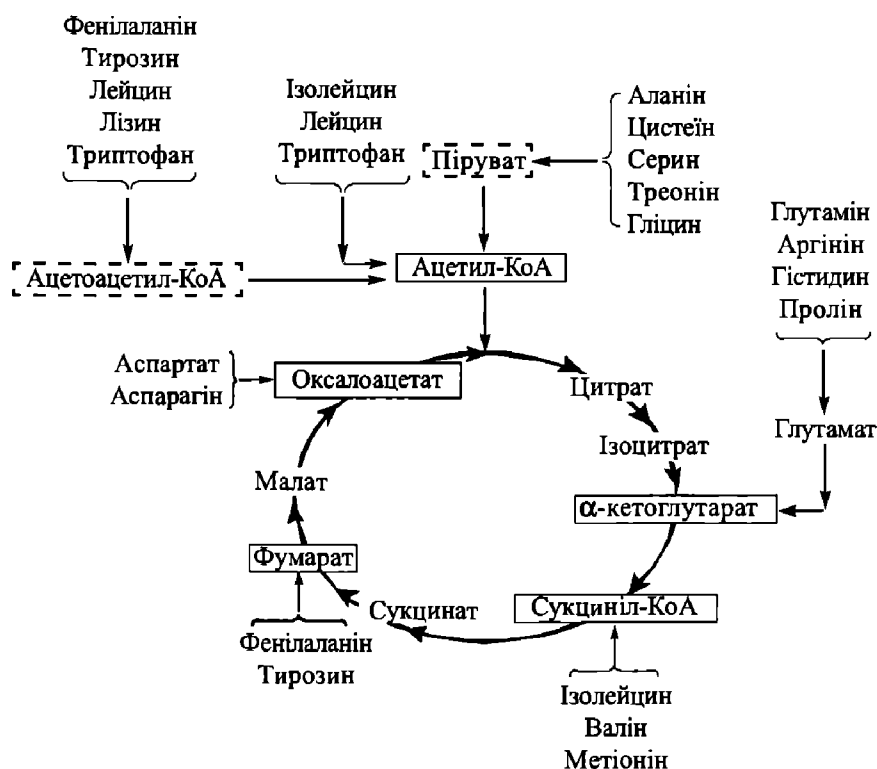 Фенілаланін
Тирозин
Лейцин
Лізин
Триптофан
Ізолейцин
Лейцин
Триптофан
Піруват
Аланін
Цистеїн
Серин
Треонін
Гліцин
Глутамін
Аргінін
Гістидин
Пролін
Ацетоацетил-КоА
Ацетил-КоА
Аспартат
Аспарагін
Оксалоацетат
Цитрат
Ізоцитрат
Глутамат
Малат
α-кетоглутарат
Фумарат
Сукцинат
Сукциніл-КоА
Фенілаланін
Тирозин
Ізолейцин
Валін
Метіонін